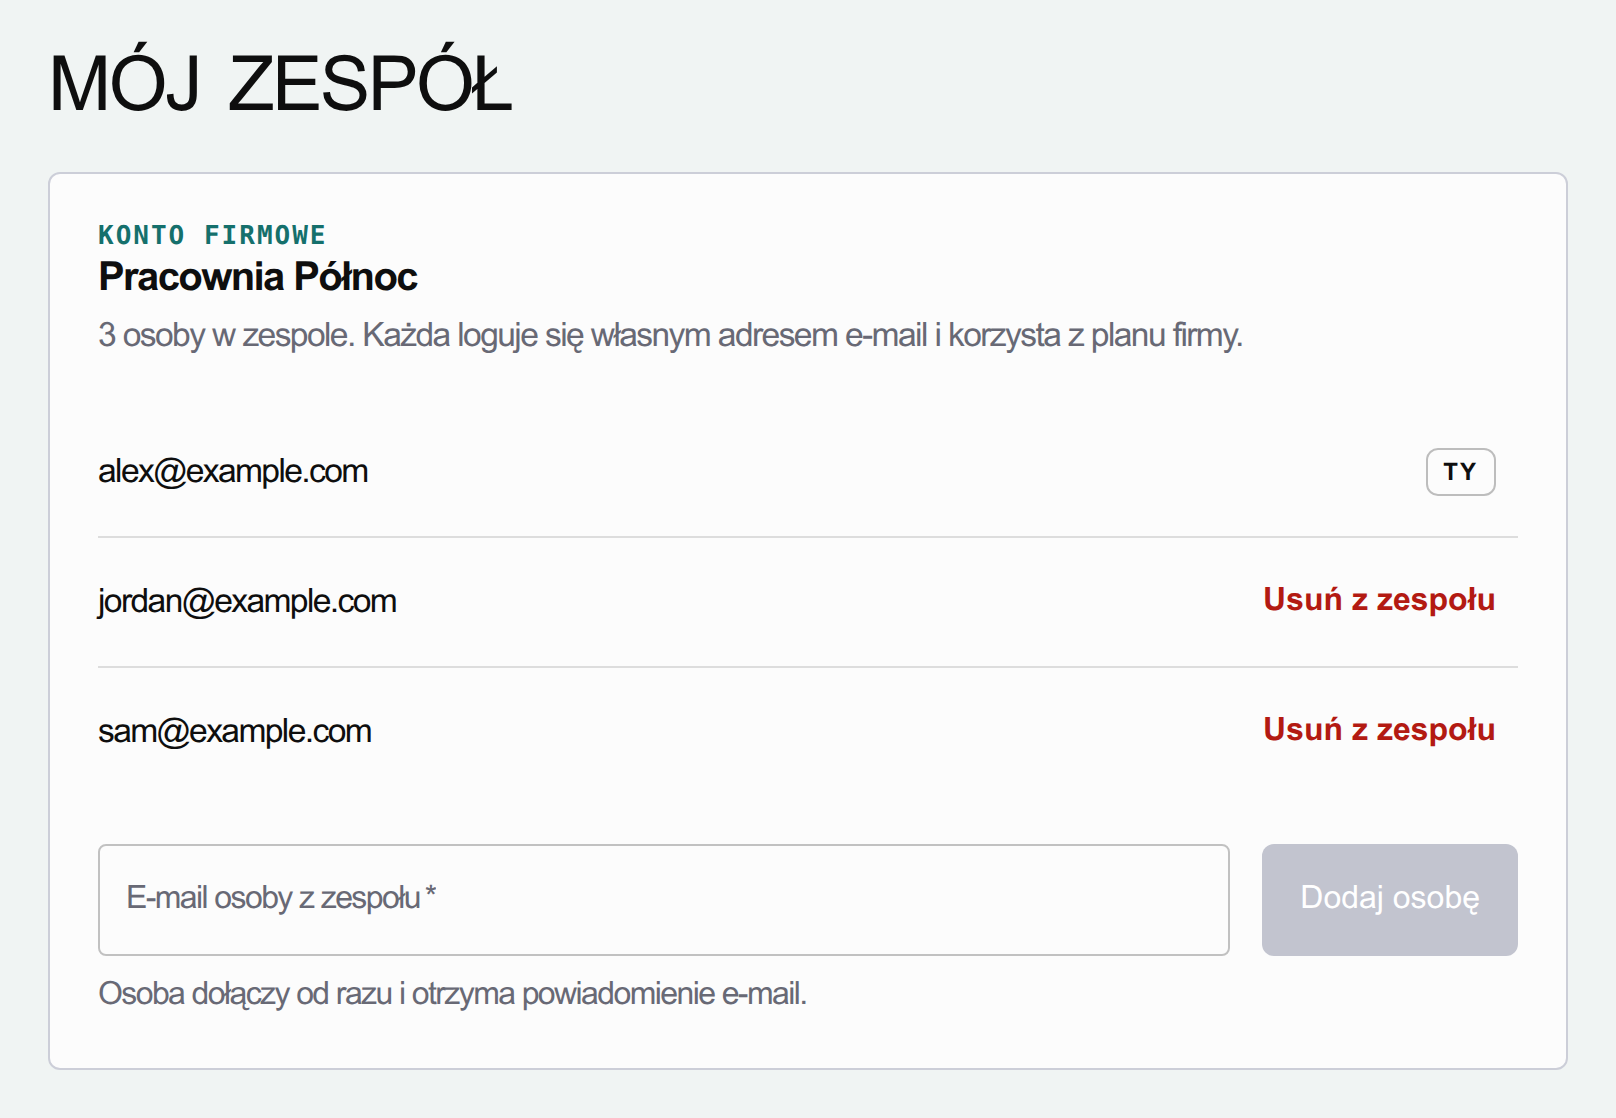 MÓJ ZESPÓŁ
KONTO FIRMOWE
Pracownia Północ
3 osoby w zespole. Każda loguje się własnym adresem e-mail i korzysta z planu firmy.
alex@example.com
TY
jordan@example.com
Usuń z zespołu
sam@example.com
Usuń z zespołu
E-mail osoby z zespołu *
Dodaj osobę
Osoba dołączy od razu i otrzyma powiadomienie e-mail.